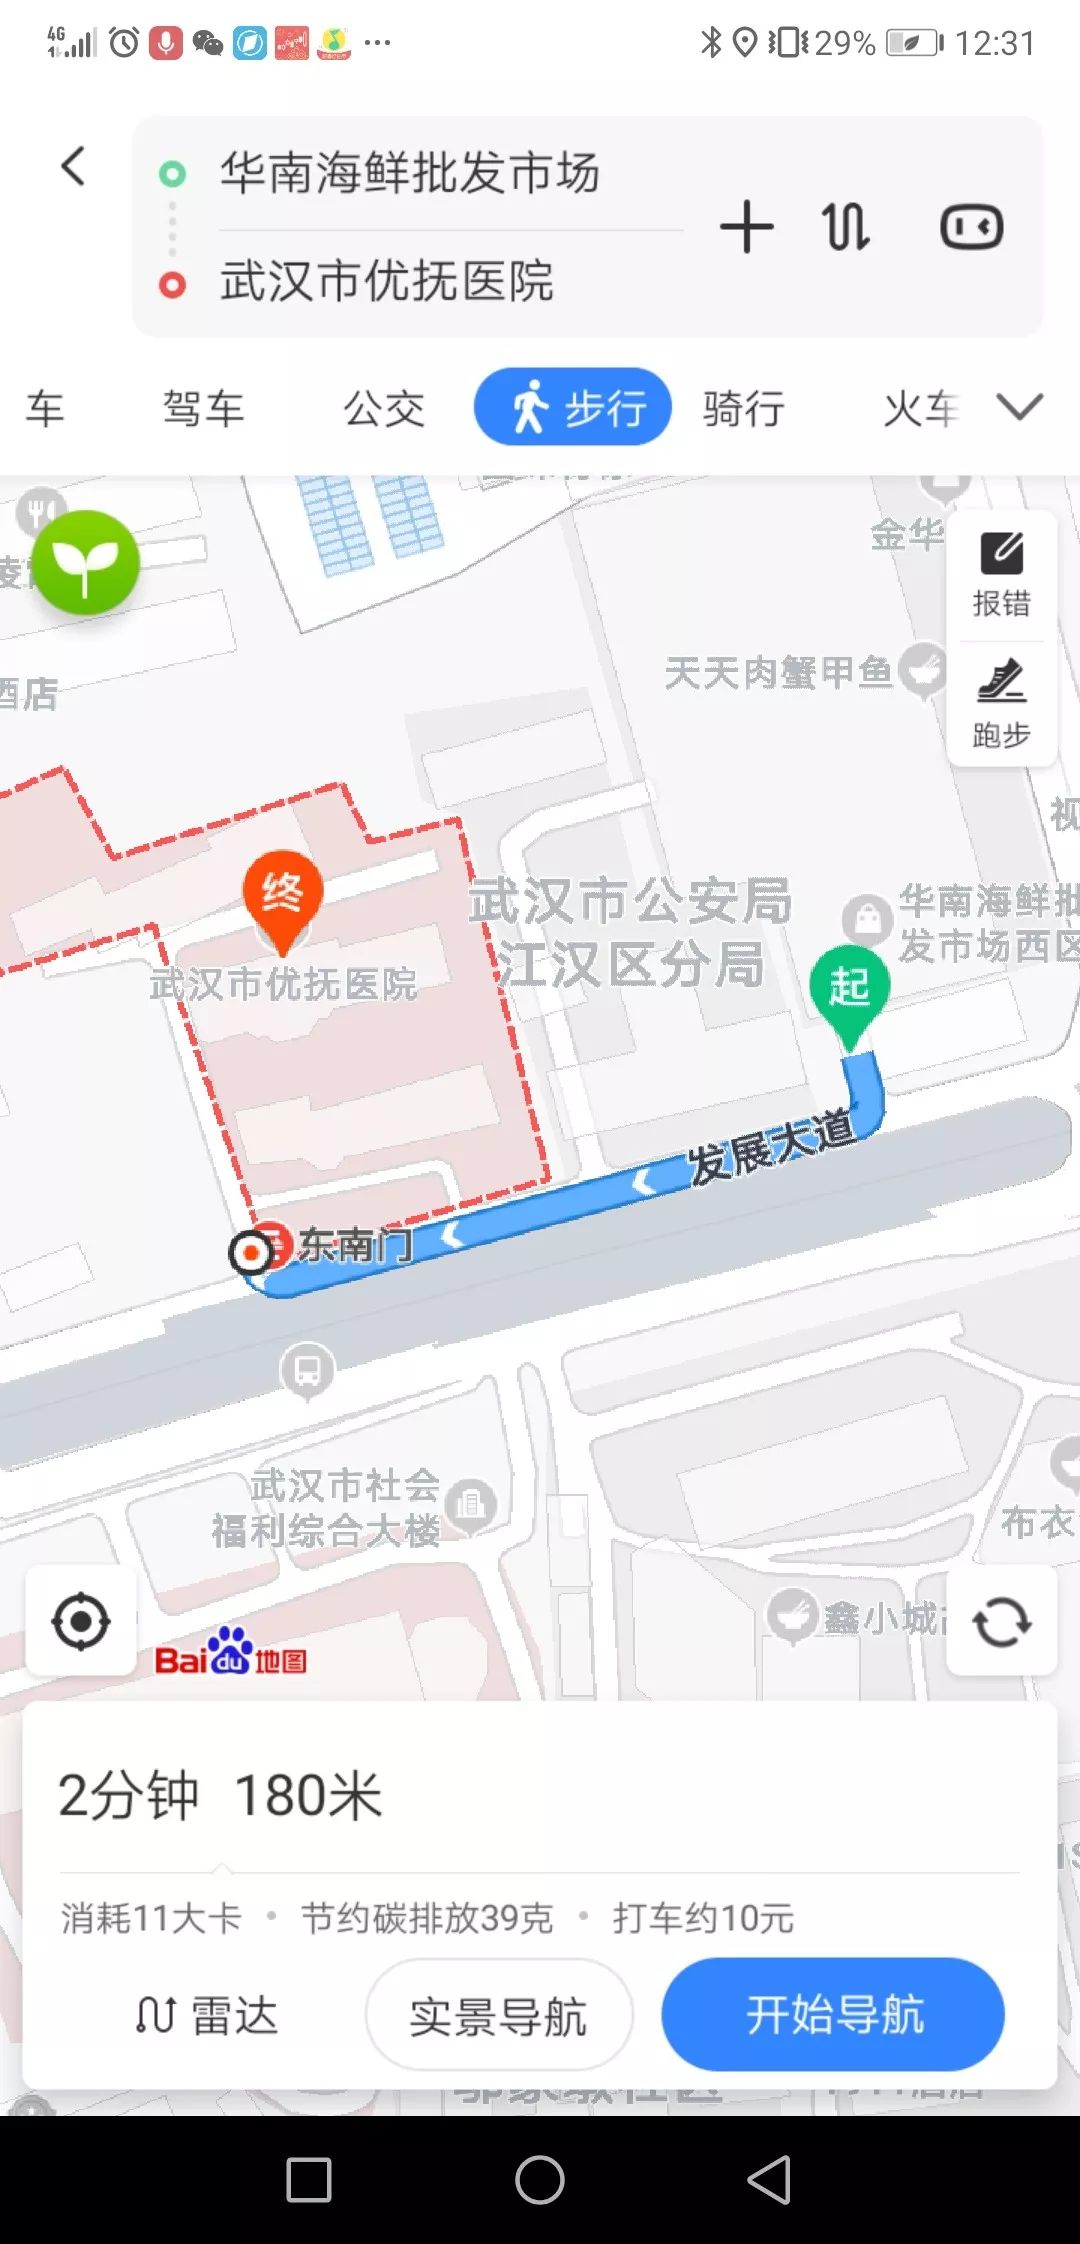 4G
29%
12:31
华南海鲜批发市场
武汉市优抚医院
车
驾车
公交
步行
骑行
火车
金华
报错
天天肉蟹甲鱼
酒店
跑步
视
终
武汉市公安局
江汉区分局
华南海鲜批
发市场西区
武汉市优抚医院
起
发展大道
东南门
武汉市社会
福利综合大楼
布衣
鑫小城
Bai du 地图
2分钟 180米
消耗11大卡 • 节约碳排放39克 • 打车约10元
雷达
实景导航
开始导航